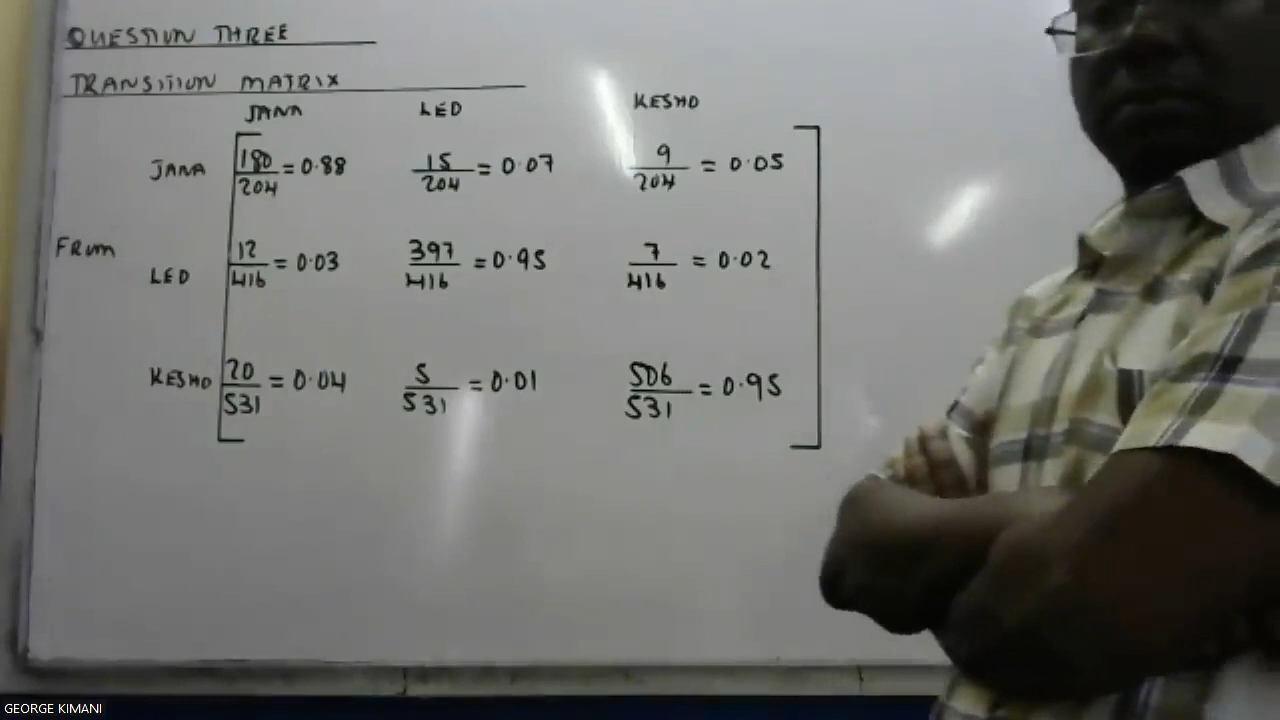 QUESTION THREE
TRANSITION MATRIX
JANA LED KESHO
JANA 180/204 = 0.88 15/204 = 0.07 9/204 = 0.05
FROM
LED 12/416 = 0.03 397/416 = 0.95 7/416 = 0.02
KESHO 20/531 = 0.04 5/531 = 0.01 506/531 = 0.95
GEORGE KIMANI